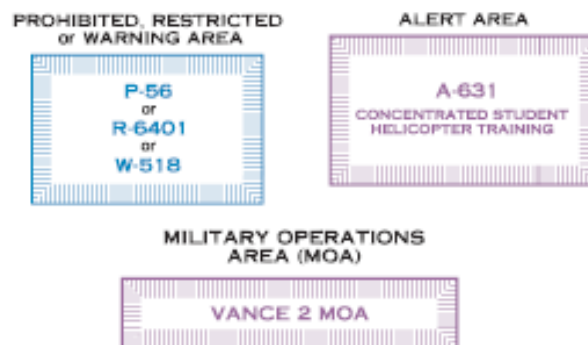 PROHIBITED, RESTRICTED
or WARNING AREA
P-56
or
R-6401
or
W-518
ALERT AREA
A-631
CONCENTRATED STUDENT
HELICOPTER TRAINING
MILITARY OPERATIONS
AREA (MOA)
VANCE 2 MOA